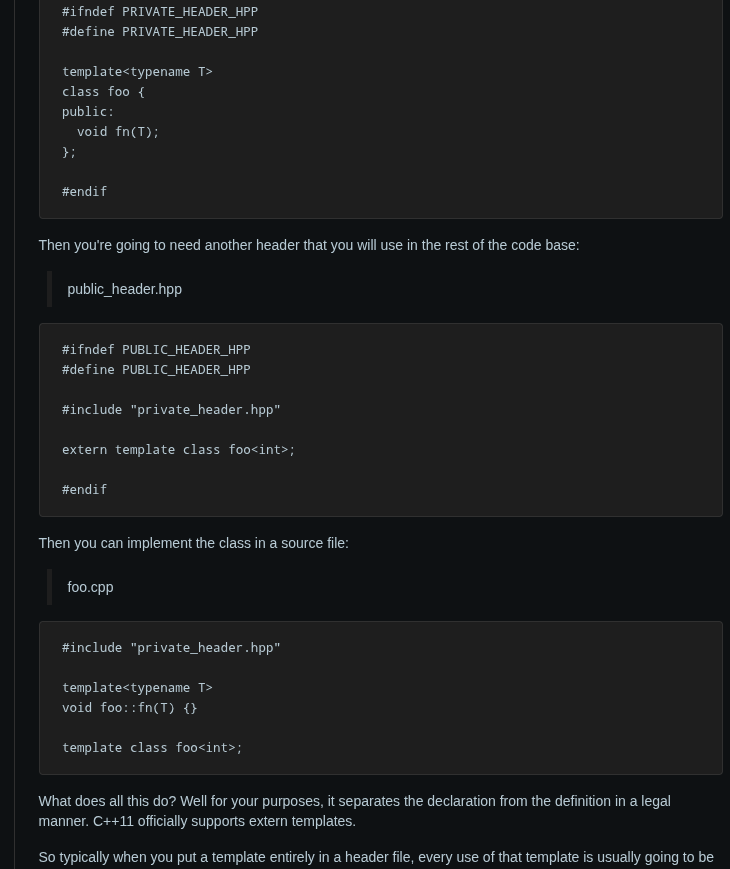 #ifndef PRIVATE_HEADER_HPP
#define PRIVATE_HEADER_HPP
template<typename T>
class foo {
public:
  void fn(T);
};
#endif
Then you're going to need another header that you will use in the rest of the code base:
public_header.hpp
#ifndef PUBLIC_HEADER_HPP
#define PUBLIC_HEADER_HPP
#include "private_header.hpp"
extern template class foo<int>;
#endif
Then you can implement the class in a source file:
foo.cpp
#include "private_header.hpp"
template<typename T>
void foo::fn(T) {}
template class foo<int>;
What does all this do? Well for your purposes, it separates the declaration from the definition in a legal
manner. C++11 officially supports extern templates.
So typically when you put a template entirely in a header file, every use of that template is usually going to be